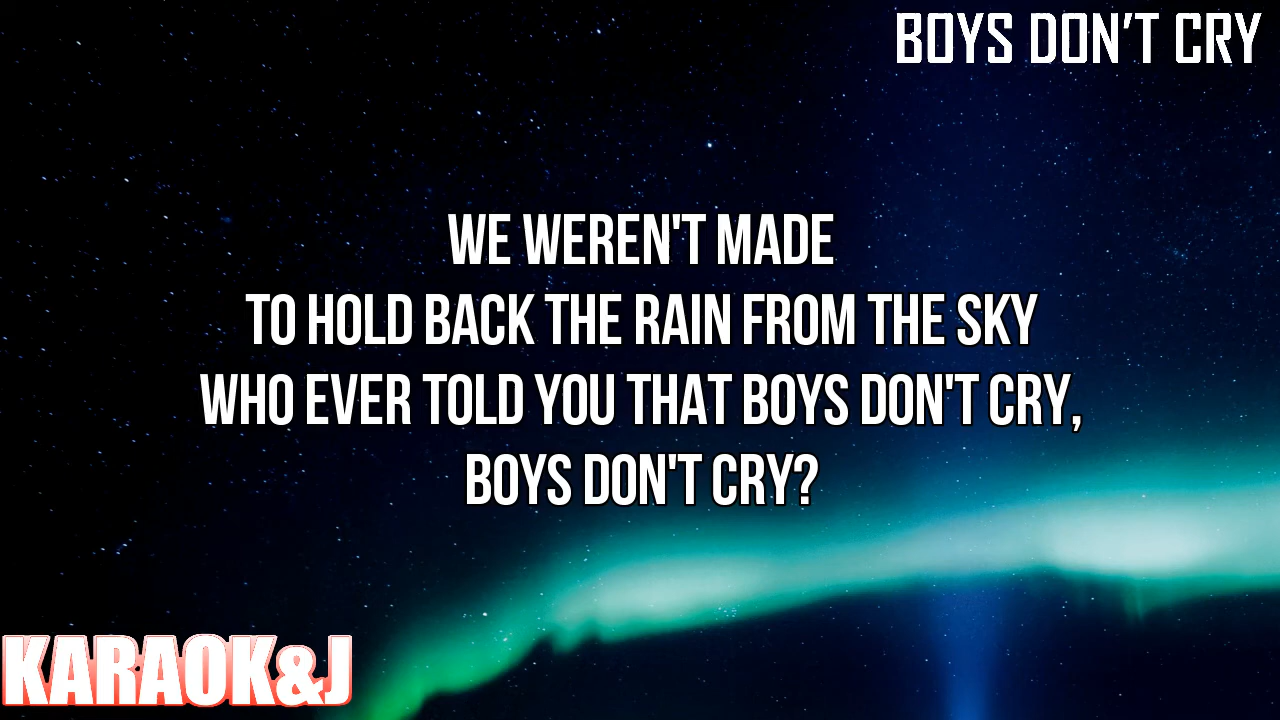 BOYS DON’T CRY
WE WEREN'T MADE
TO HOLD BACK THE RAIN FROM THE SKY
WHO EVER TOLD YOU THAT BOYS DON'T CRY,
BOYS DON'T CRY?
KARAOK&J